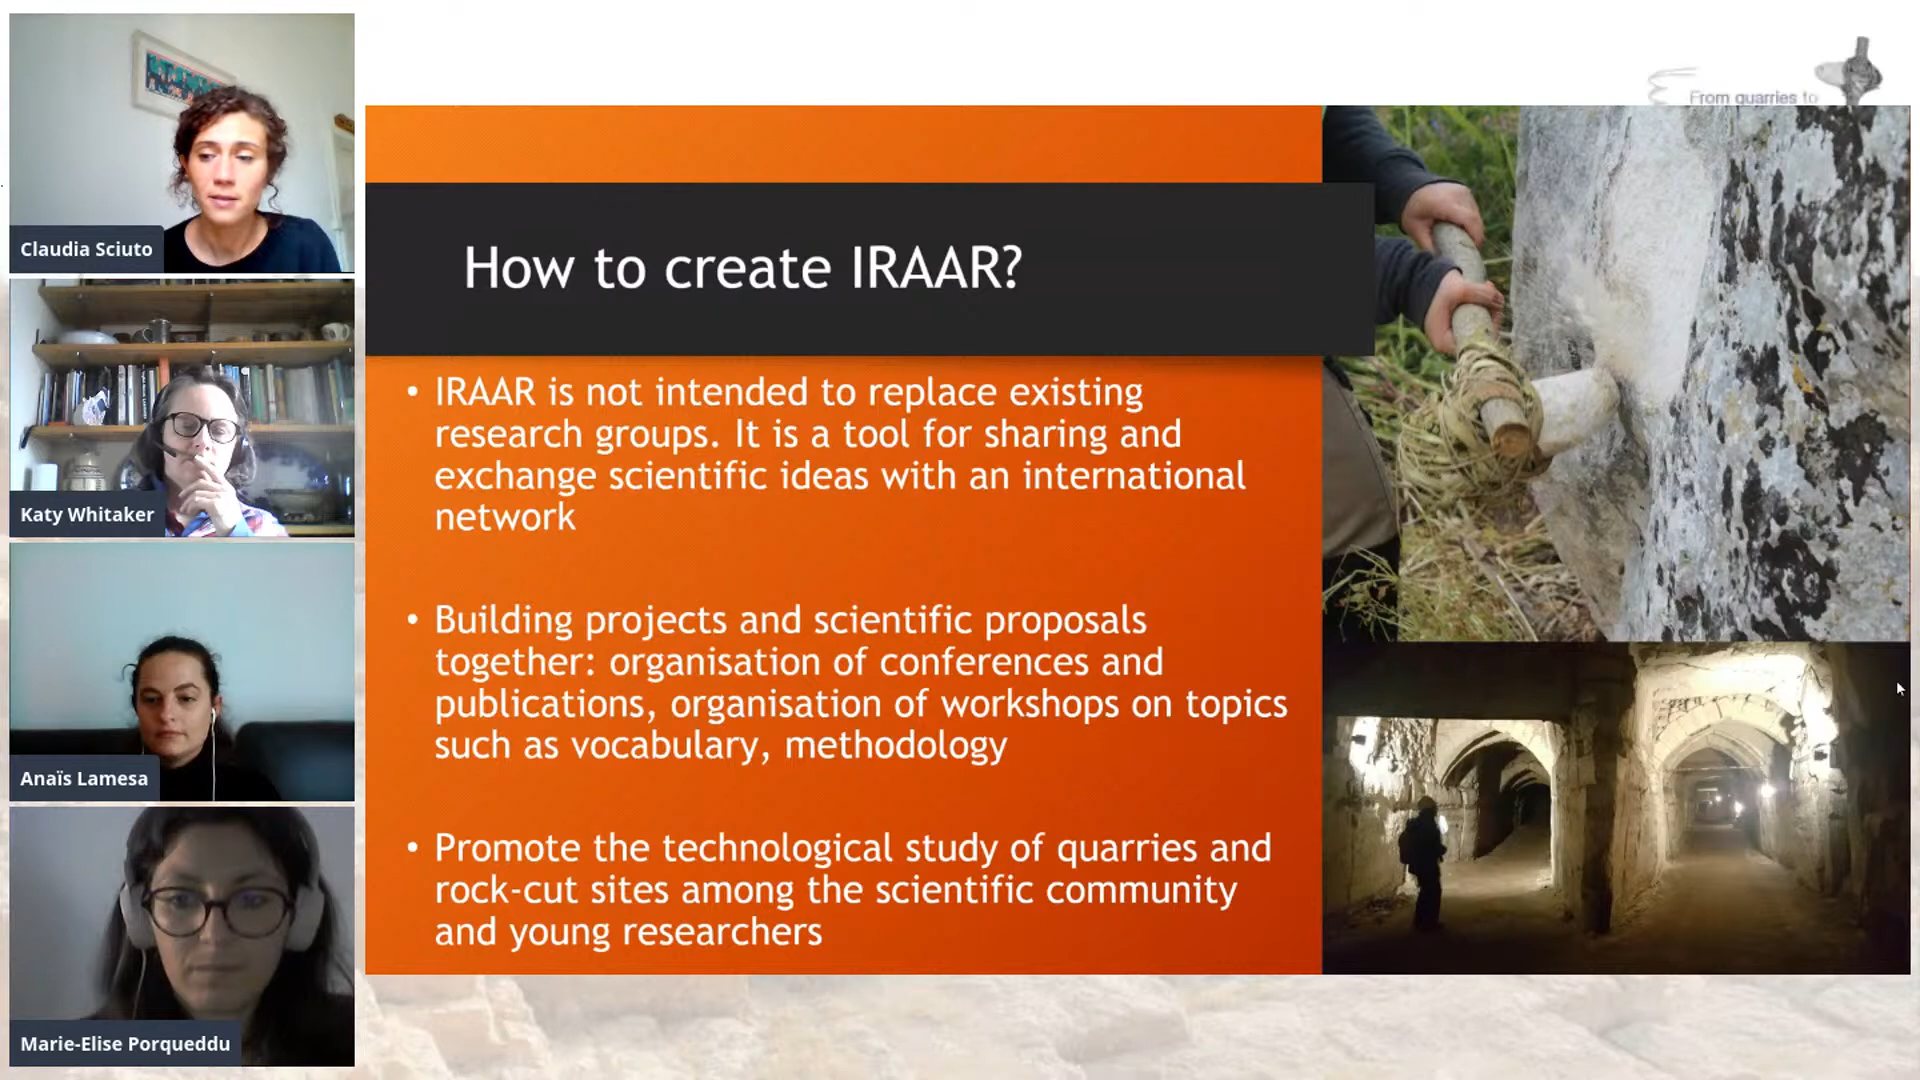 Claudia Sciuto
Katy Whitaker
Anaïs Lamesa
Marie-Elise Porqueddu
From quarries to
How to create IRAAR?
• IRAAR is not intended to replace existing
research groups. It is a tool for sharing and
exchange scientific ideas with an international
network
• Building projects and scientific proposals
together: organisation of conferences and
publications, organisation of workshops on topics
such as vocabulary, methodology
• Promote the technological study of quarries and
rock-cut sites among the scientific community
and young researchers